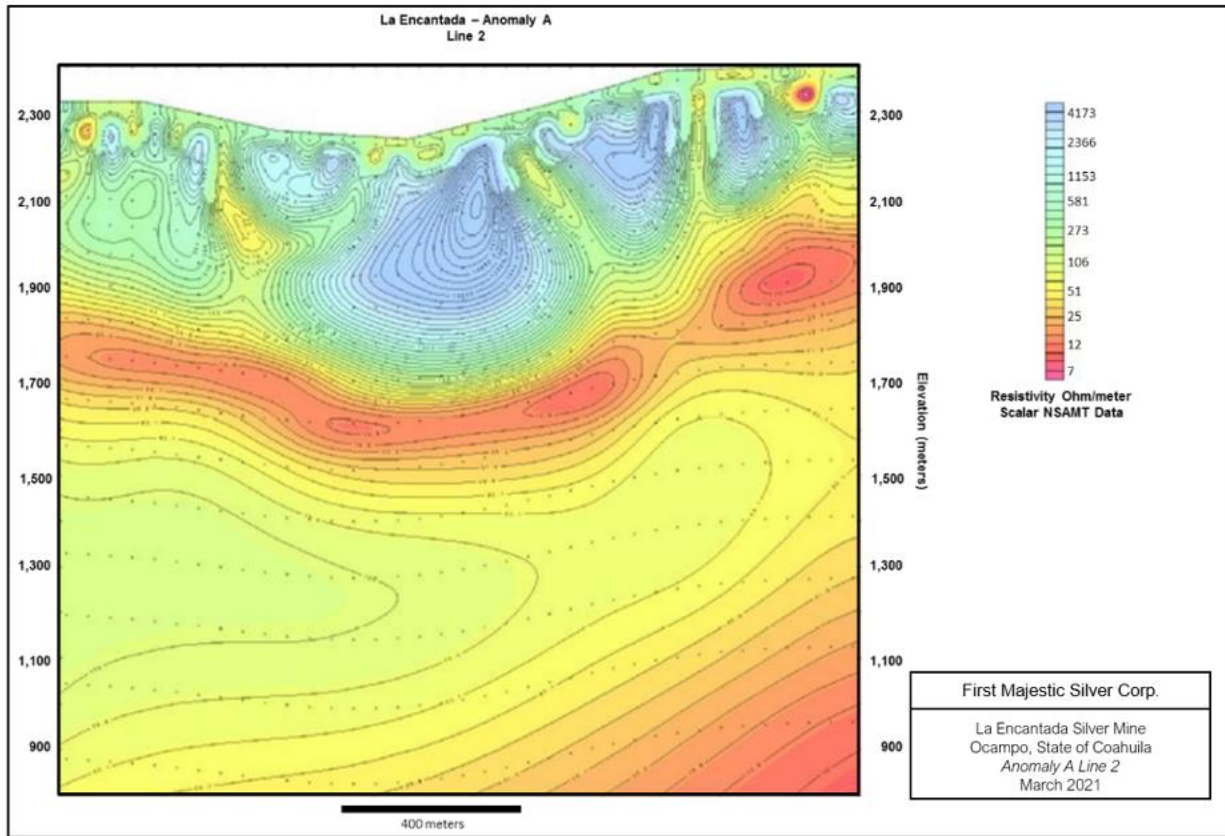 La Encantada – Anomaly A
Line 2
2,300
2,100
1,900
1,700
1,500
1,300
1,100
900
2,300
2,100
1,900
1,700
1,500
1,300
1,100
900
Elevation (meters)
400 meters
4173
2366
1153
581
273
106
51
25
12
7
Resistivity Ohm/meter
Scalar NSAMT Data
First Majestic Silver Corp.
La Encantada Silver Mine
Ocampo, State of Coahuila
Anomaly A Line 2
March 2021